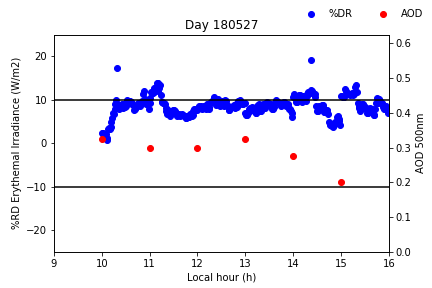 %DR AOD
Day 180527
%RD Erythemal Irradiance (W/m2)
20
10
0
−10
−20
0.6
0.5
0.4
0.3
0.2
0.1
0.0
AOD 500nm
9 10 11 12 13 14 15 16
Local hour (h)